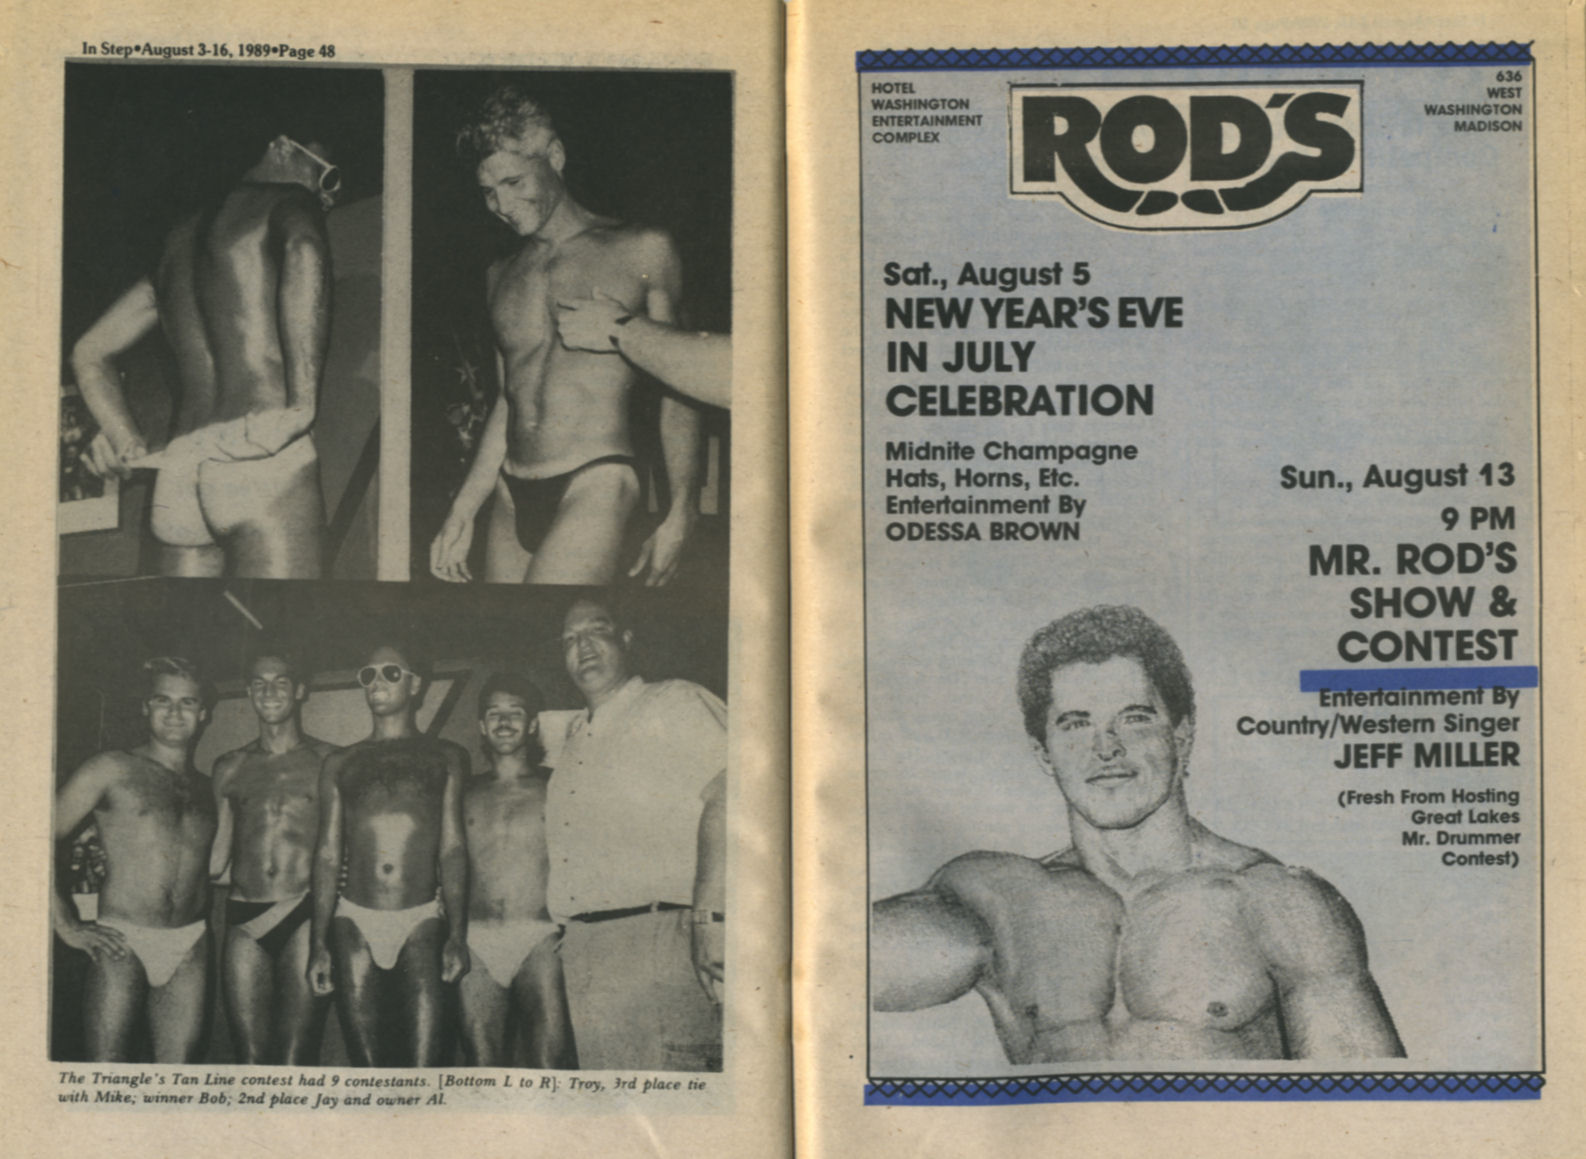 In Step•August 3-16, 1989•Page 48
The Triangle's Tan Line contest had 9 contestants. [Bottom L to R]: Troy, 3rd place tie
with Mike; winner Bob; 2nd place Jay and owner Al.
HOTEL
WASHINGTON
ENTERTAINMENT
COMPLEX
ROD'S
636
WEST
WASHINGTON
MADISON
Sat., August 5
NEW YEAR'S EVE
IN JULY
CELEBRATION
Midnite Champagne
Hats, Horns, Etc.
Entertainment By
ODESSA BROWN
Sun., August 13
9 PM
MR. ROD'S
SHOW &
CONTEST
Entertainment By
Country/Western Singer
JEFF MILLER
(Fresh From Hosting
Great Lakes
Mr. Drummer
Contest)